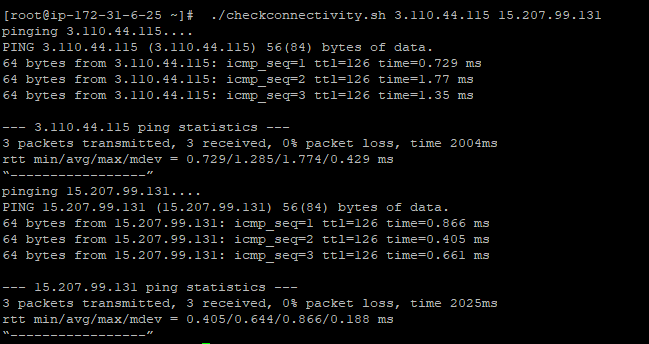 [root@ip-172-31-6-25 ~]# ./checkconnectivity.sh 3.110.44.115 15.207.99.131
pinging 3.110.44.115....
PING 3.110.44.115 (3.110.44.115) 56(84) bytes of data.
64 bytes from 3.110.44.115: icmp_seq=1 ttl=126 time=0.729 ms
64 bytes from 3.110.44.115: icmp_seq=2 ttl=126 time=1.77 ms
64 bytes from 3.110.44.115: icmp_seq=3 ttl=126 time=1.35 ms
--- 3.110.44.115 ping statistics ---
3 packets transmitted, 3 received, 0% packet loss, time 2004ms
rtt min/avg/max/mdev = 0.729/1.285/1.774/0.429 ms
“-----------------”
pinging 15.207.99.131....
PING 15.207.99.131 (15.207.99.131) 56(84) bytes of data.
64 bytes from 15.207.99.131: icmp_seq=1 ttl=126 time=0.866 ms
64 bytes from 15.207.99.131: icmp_seq=2 ttl=126 time=0.405 ms
64 bytes from 15.207.99.131: icmp_seq=3 ttl=126 time=0.661 ms
--- 15.207.99.131 ping statistics ---
3 packets transmitted, 3 received, 0% packet loss, time 2025ms
rtt min/avg/max/mdev = 0.405/0.644/0.866/0.188 ms
“-----------------”